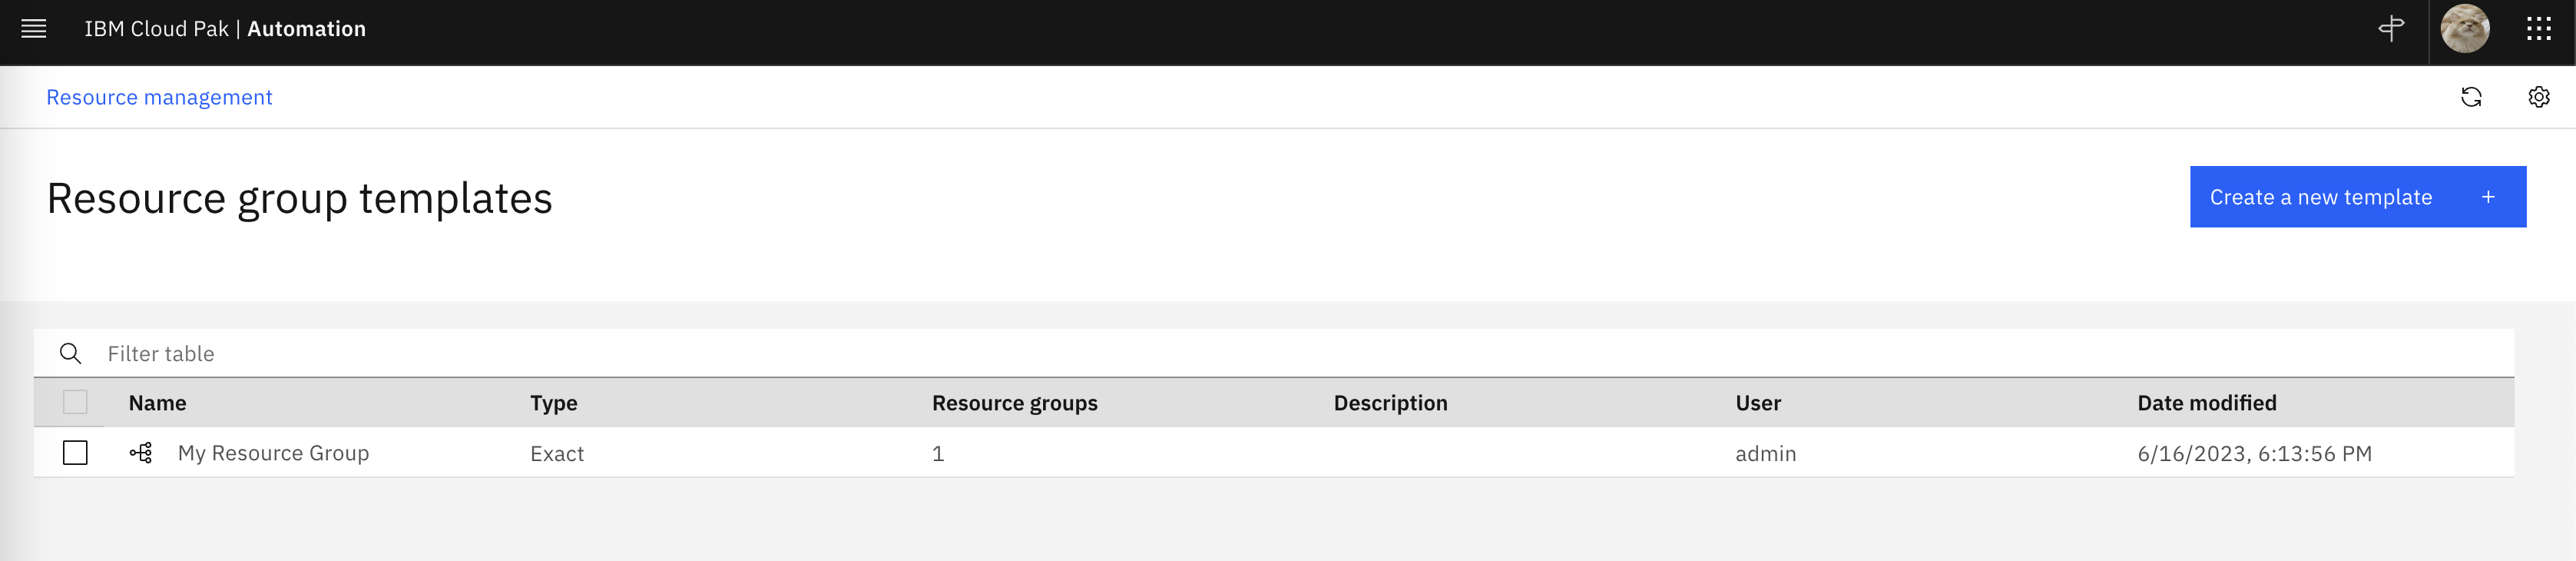 IBM Cloud Pak | Automation
Resource management
Resource group templates
Create a new template +
Filter table
Name Type Resource groups Description User Date modified
My Resource Group Exact 1 admin 6/16/2023, 6:13:56 PM